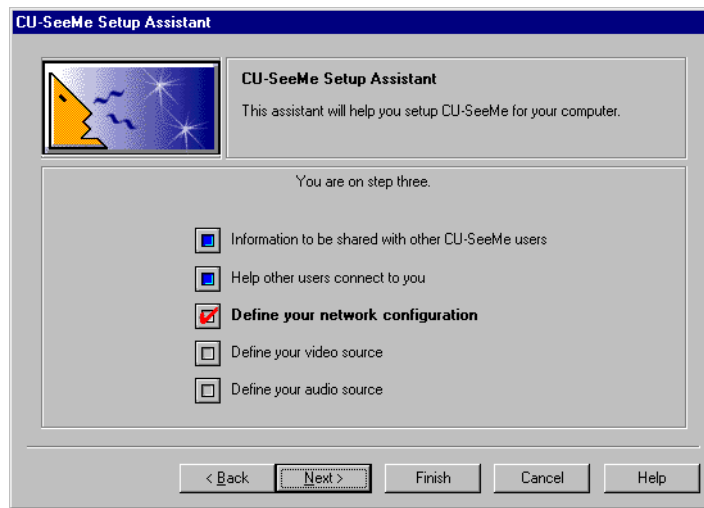 CU-SeeMe Setup Assistant
CU-SeeMe Setup Assistant
This assistant will help you setup CU-SeeMe for your computer.
You are on step three.
Information to be shared with other CU-SeeMe users
Help other users connect to you
Define your network configuration
Define your video source
Define your audio source
< Back Next > Finish Cancel Help